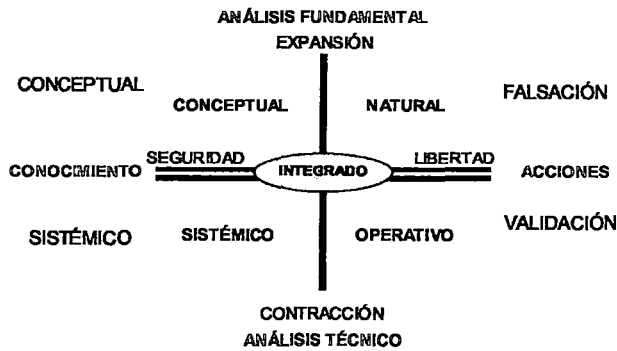 ANÁLISIS FUNDAMENTAL
EXPANSIÓN
CONCEPTUAL
CONCEPTUAL
NATURAL
FALSACIÓN
CONOCIMIENTO
SEGURIDAD
INTEGRADO
LIBERTAD
ACCIONES
SISTÉMICO
SISTÉMICO
OPERATIVO
VALIDACIÓN
CONTRACCIÓN
ANÁLISIS TÉCNICO